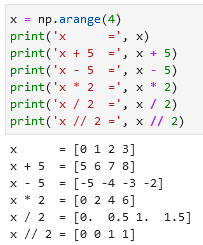 x = np.arange(4)
print('x      =', x)
print('x + 5  =', x + 5)
print('x - 5  =', x - 5)
print('x * 2  =', x * 2)
print('x / 2  =', x / 2)
print('x // 2 =', x // 2)
x      = [0 1 2 3]
x + 5  = [5 6 7 8]
x - 5  = [-5 -4 -3 -2]
x * 2  = [0 2 4 6]
x / 2  = [0.  0.5 1.  1.5]
x // 2 = [0 0 1 1]